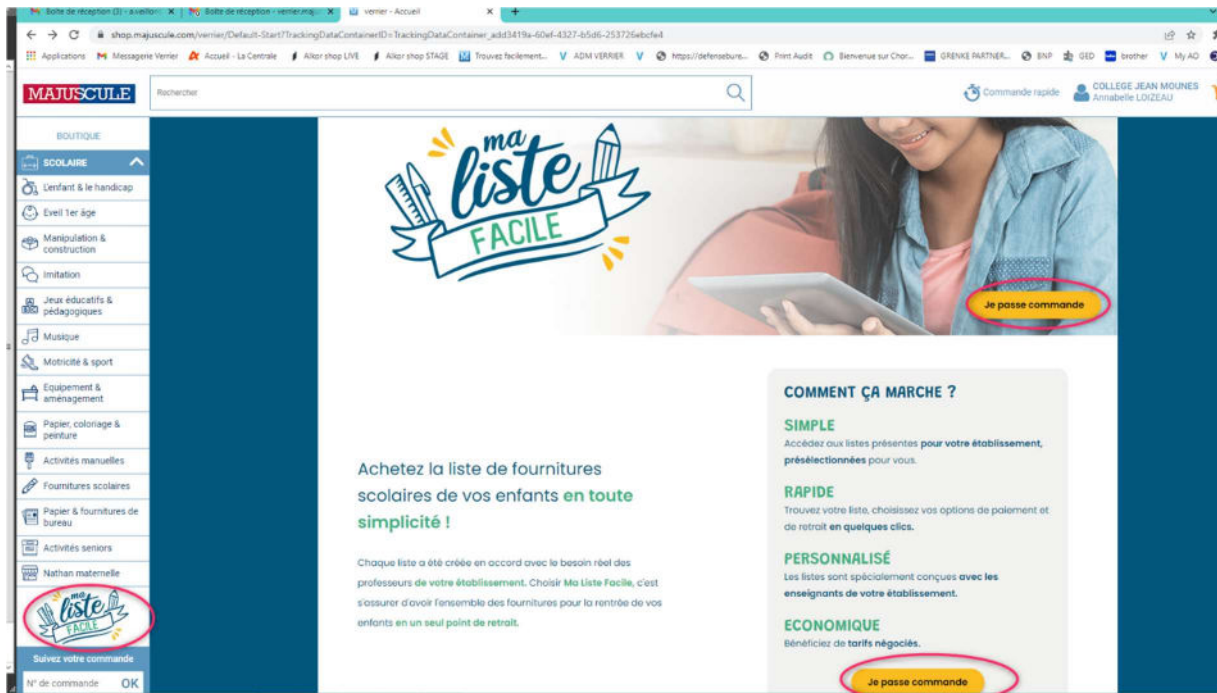 Boîte de réception (3) - a.veillon
Boîte de réception - verrier.maj...
verrier - Accueil
shop.majuscule.com/verrier/Default-Start?TrackingDataContainerID=TrackingDataContainer_add3419a-60ef-4327-b5d6-253726ebcfe4
Applications Messagerie Verrier Accueil - La Centrale Alkor shop LIVE Alkor shop STAGE Trouvez facilement... ADM VERRIER https://defensebure... Print Audit Bienvenue sur Chor... GRENKE PARTNER... BNP GED brother My AD
MAJUSCULE
Rechercher
Commande rapide
COLLEGE JEAN MOUNES
Annabelle LOIZEAU
BOUTIQUE
SCOLAIRE
L'enfant & le handicap
Eveil 1er âge
Manipulation &
construction
Imitation
Jeux éducatifs &
pédagogiques
Musique
Motricité & sport
Equipement &
aménagement
Papier, coloriage &
peinture
Activités manuelles
Fournitures scolaires
Papier & fournitures de
bureau
Activités seniors
Nathan maternelle
ma
liste
FACILE
Suivez votre commande
N° de commande OK
ma
liste
FACILE
Je passe commande
Achetez la liste de fournitures
scolaires de vos enfants en toute
simplicité !
Chaque liste a été créée en accord avec le besoin réel des
professeurs de votre établissement. Choisir Ma Liste Facile, c'est
s'assurer d'avoir l'ensemble des fournitures pour la rentrée de vos
enfants en un seul point de retrait.
COMMENT ÇA MARCHE ?
SIMPLE
Accédez aux listes présentes pour votre établissement,
présélectionnées pour vous.
RAPIDE
Trouvez votre liste, choisissez vos options de paiement et
de retrait en quelques clics.
PERSONNALISÉ
Les listes sont spécialement conçues avec les
enseignants de votre établissement.
ECONOMIQUE
Bénéficiez de tarifs négociés.
Je passe commande